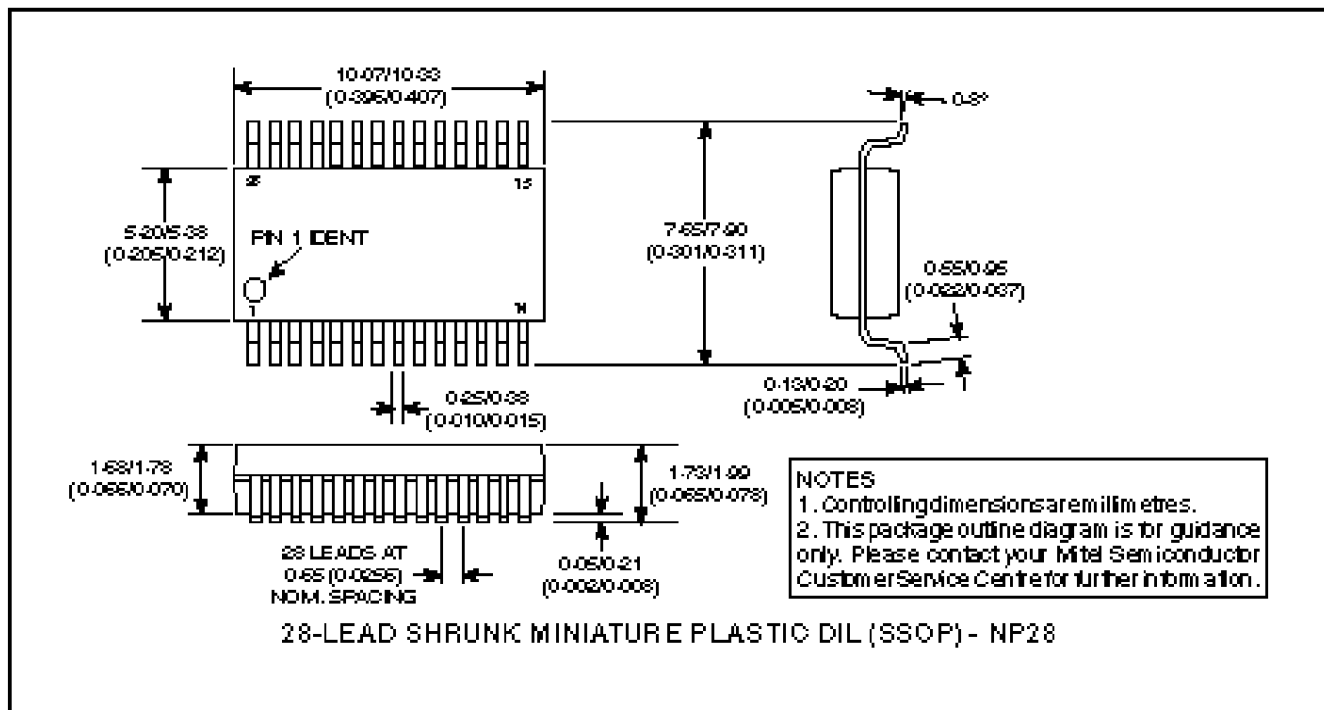 10·07/10·33
(0·396/0·407)
0-8°
28
15
5·20/5·38
(0·205/0·212)
PIN 1 IDENT
7·65/7·90
(0·301/0·311)
0·55/0·95
(0·022/0·037)
1
14
0·13/0·20
(0·005/0·008)
0·25/0·38
(0·010/0·015)
1·68/1·78
(0·066/0·070)
1·73/1·99
(0·068/0·078)
28 LEADS AT
0·65 (0·0256)
NOM. SPACING
0·05/0·21
(0·002/0·008)
NOTES
1. Controlling dimensions are millimetres.
2. This package outline diagram is for guidance
only. Please contact your Mitel Semiconductor
Customer Service Centre for further information.
28-LEAD SHRUNK MINIATURE PLASTIC DIL (SSOP) - NP28